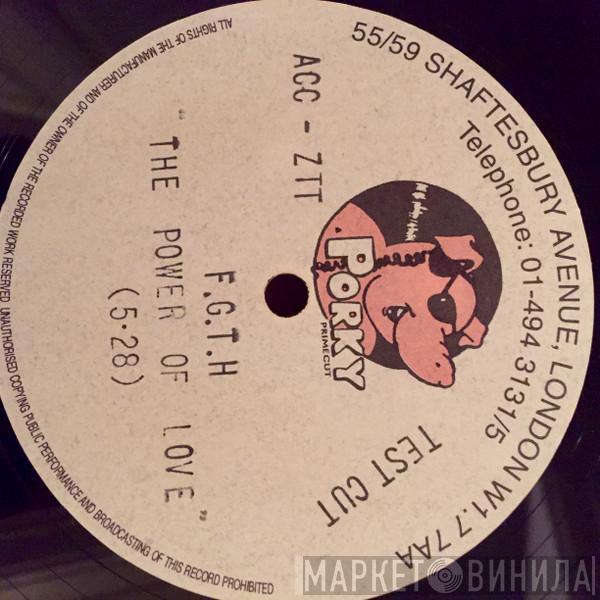 55/59 SHAFTESBURY AVENUE, LONDON W1.7 7AA
Telephone: 01-494 3131/5
PORKY
PRIMECUT
TEST CUT
ACC - ZTT
F.G.T.H
"THE POWER OF LOVE"
(5·28)
ALL RIGHTS OF THE MANUFACTURER AND OF THE OWNER OF THE RECORDED WORK RESERVED UNAUTHORISED COPYING PUBLIC PERFORMANCE AND BROADCASTING OF THIS RECORD PROHIBITED
МАРКЕТ ВИНИЛА